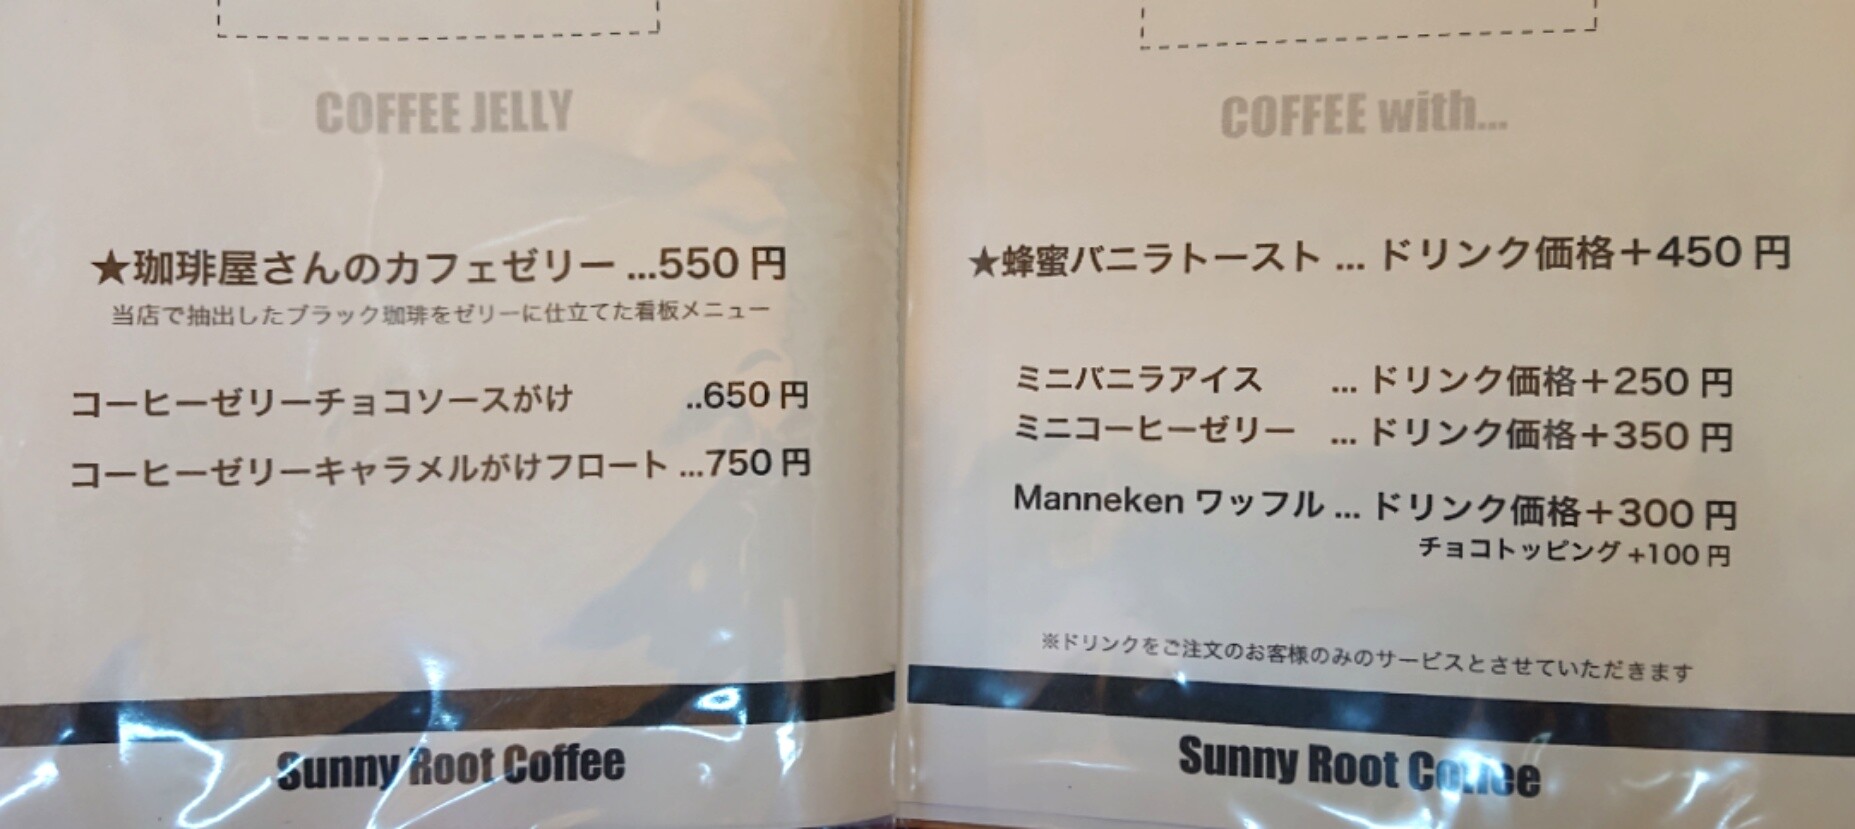 COFFEE JELLY
★珈琲屋さんのカフェゼリー...550 円
当店で抽出したブラック珈琲をゼリーに仕立てた看板メニュー
コーヒーゼリーチョコソースがけ ..650 円
コーヒーゼリーキャラメルがけフロート ...750 円
Sunny Root Coffee
COFFEE with...
★蜂蜜バニラトースト ... ドリンク価格＋450 円
ミニバニラアイス ... ドリンク価格＋250 円
ミニコーヒーゼリー ... ドリンク価格＋350 円
Manneken ワッフル ... ドリンク価格＋300 円
チョコトッピング +100 円
※ドリンクをご注文のお客様のみのサービスとさせていただきます
Sunny Root Coffee